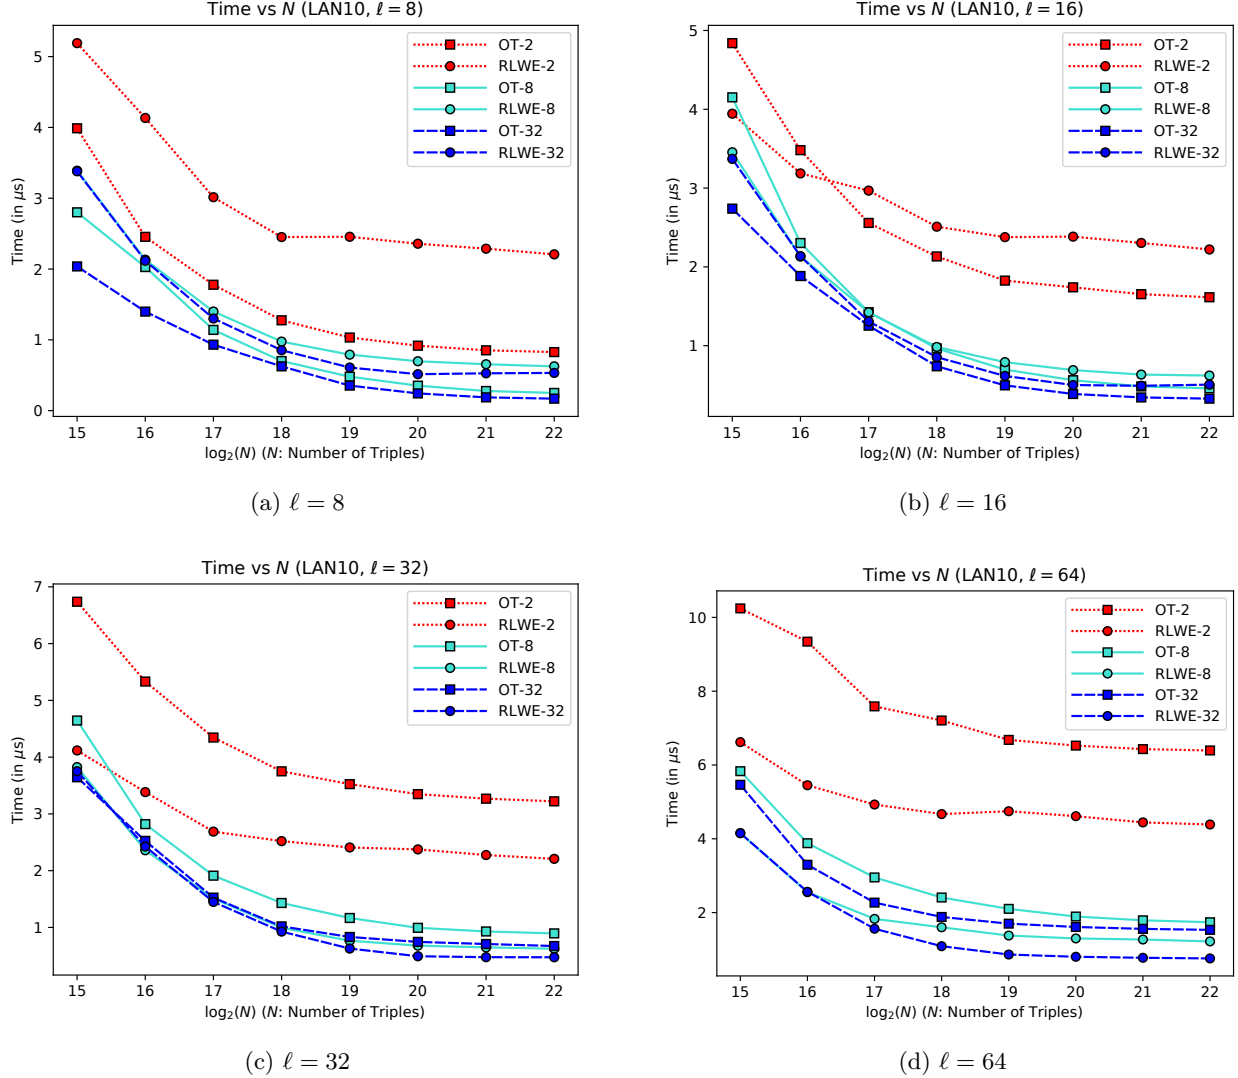 Time vs N (LAN10, ℓ = 8)
Time (in μs)
5
4
3
2
1
0
OT-2
RLWE-2
OT-8
RLWE-8
OT-32
RLWE-32
15 16 17 18 19 20 21 22
log₂(N) (N: Number of Triples)
(a) ℓ = 8
Time vs N (LAN10, ℓ = 16)
Time (in μs)
5
4
3
2
1
OT-2
RLWE-2
OT-8
RLWE-8
OT-32
RLWE-32
15 16 17 18 19 20 21 22
log₂(N) (N: Number of Triples)
(b) ℓ = 16
Time vs N (LAN10, ℓ = 32)
Time (in μs)
7
6
5
4
3
2
1
OT-2
RLWE-2
OT-8
RLWE-8
OT-32
RLWE-32
15 16 17 18 19 20 21 22
log₂(N) (N: Number of Triples)
(c) ℓ = 32
Time vs N (LAN10, ℓ = 64)
Time (in μs)
10
8
6
4
2
OT-2
RLWE-2
OT-8
RLWE-8
OT-32
RLWE-32
15 16 17 18 19 20 21 22
log₂(N) (N: Number of Triples)
(d) ℓ = 64